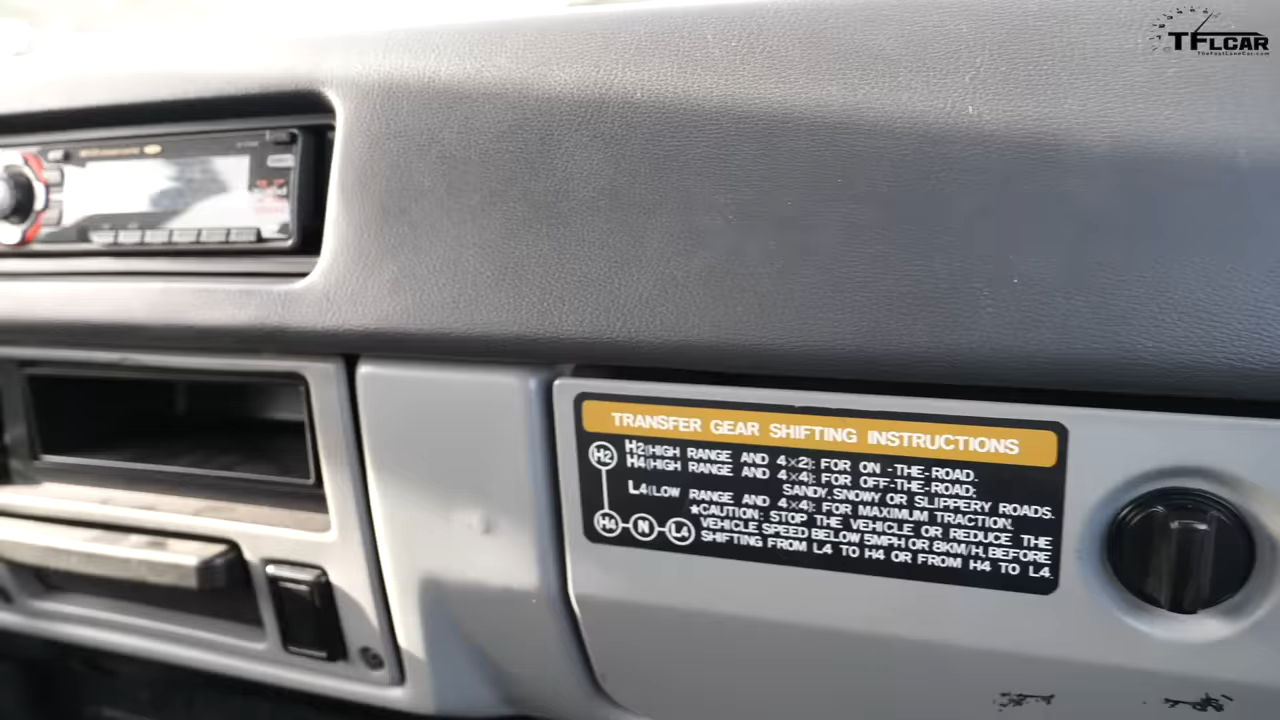 TFLCAR
TheFastLaneCar.com
TRANSFER GEAR SHIFTING INSTRUCTIONS
H2 H2(HIGH RANGE AND 4×2): FOR ON -THE-ROAD.
H4(HIGH RANGE AND 4×4): FOR OFF-THE-ROAD;
SANDY. SNOWY OR SLIPPERY ROADS.
L4(LOW RANGE AND 4×4): FOR MAXIMUM TRACTION.
★CAUTION: STOP THE VEHICLE OR REDUCE THE
H4 N L4 VEHICLE SPEED BELOW 5MPH OR 8KM/H, BEFORE
SHIFTING FROM L4 TO H4 OR FROM H4 TO L4.